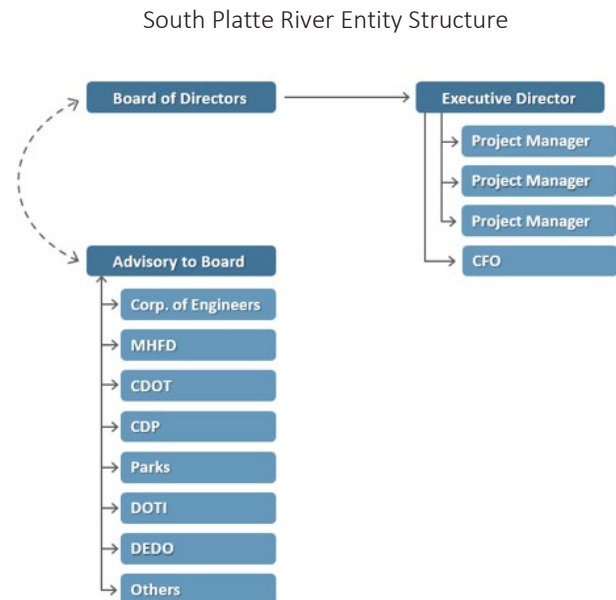 South Platte River Entity Structure
Board of Directors
Executive Director
Project Manager
Project Manager
Project Manager
CFO
Advisory to Board
Corp. of Engineers
MHFD
CDOT
CDP
Parks
DOTI
DEDO
Others